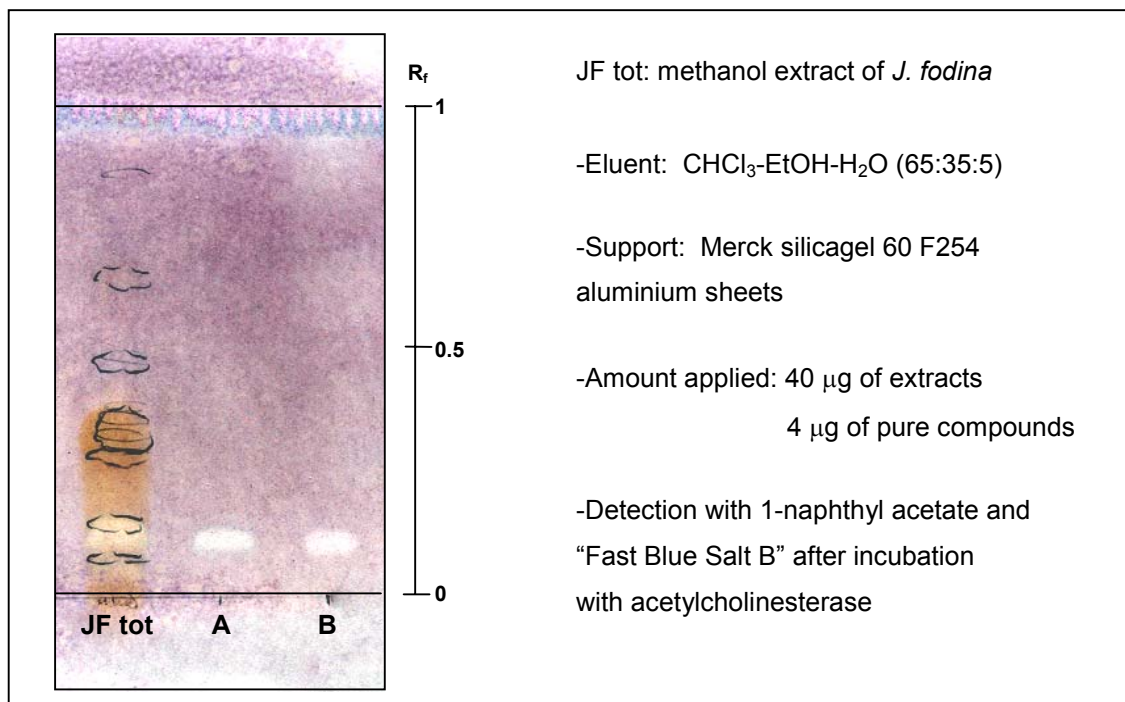 R_f
1
0.5
0
JF tot
A
B
JF tot: methanol extract of J. fodina
-Eluent: CHCl₃-EtOH-H₂O (65:35:5)
-Support: Merck silicagel 60 F254
aluminium sheets
-Amount applied: 40 μg of extracts
4 μg of pure compounds
-Detection with 1-naphthyl acetate and
“Fast Blue Salt B” after incubation
with acetylcholinesterase